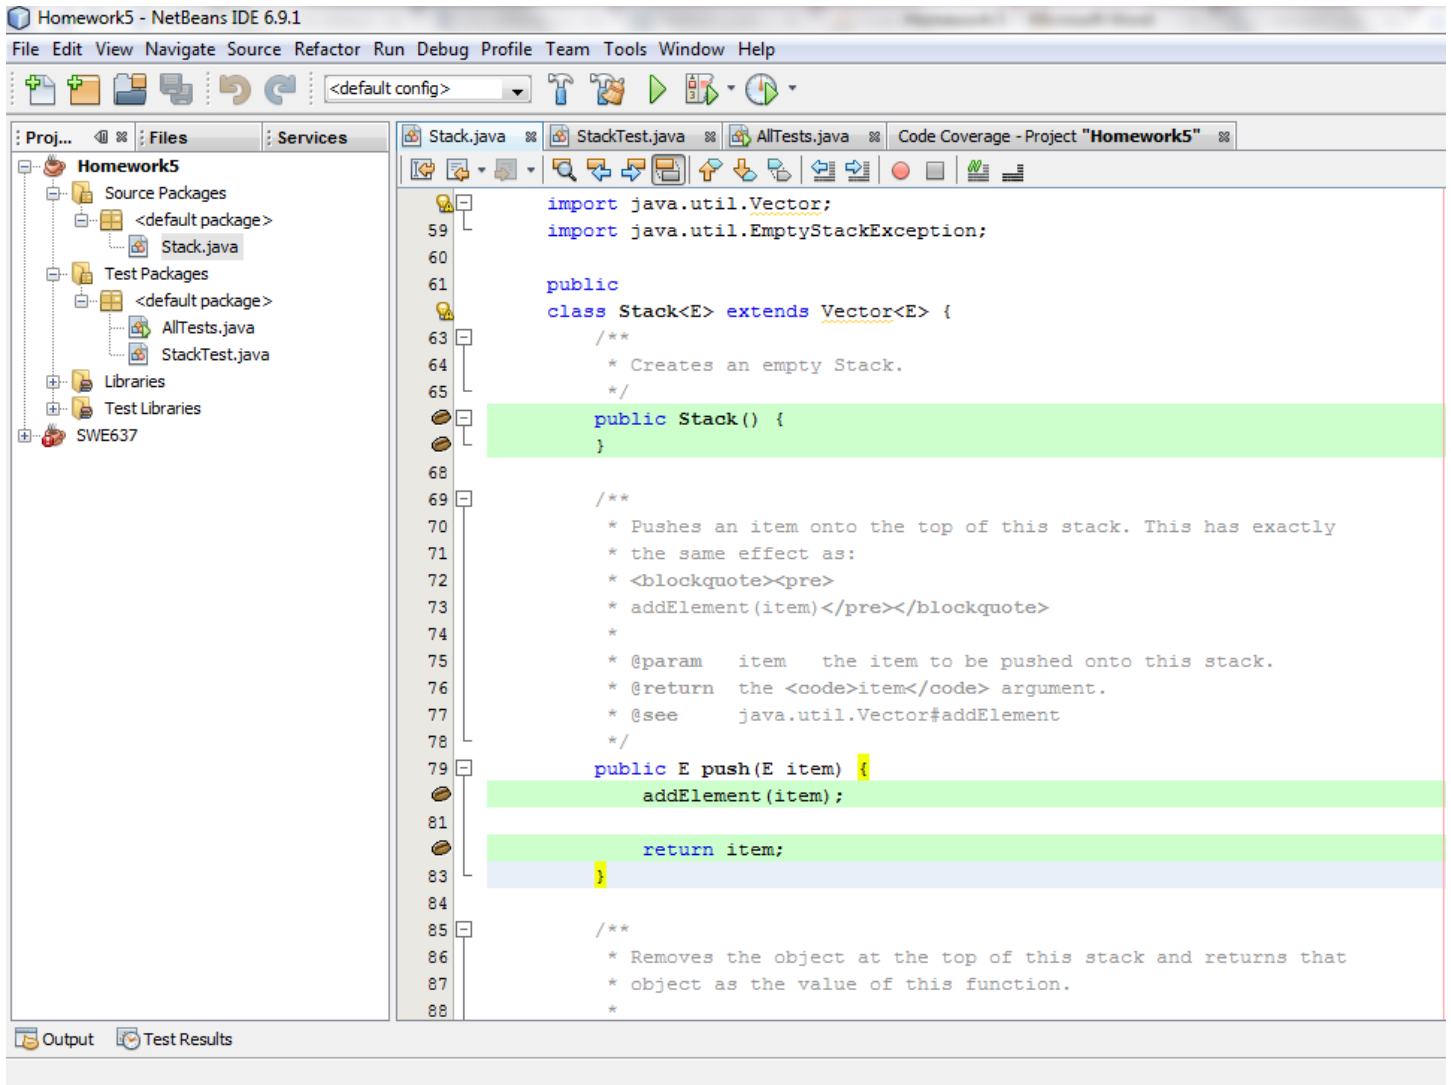 Homework5 - NetBeans IDE 6.9.1
File Edit View Navigate Source Refactor Run Debug Profile Team Tools Window Help
<default config>
Proj... Files Services
Stack.java StackTest.java AllTests.java Code Coverage - Project "Homework5"
Homework5
Source Packages
<default package>
Stack.java
Test Packages
<default package>
AllTests.java
StackTest.java
Libraries
Test Libraries
SWE637
import java.util.Vector;
59 import java.util.EmptyStackException;
60
61 public
class Stack<E> extends Vector<E> {
63 /**
64 * Creates an empty Stack.
65 */
public Stack() {
}
68
69 /**
70 * Pushes an item onto the top of this stack. This has exactly
71 * the same effect as:
72 * <blockquote><pre>
73 * addElement(item)</pre></blockquote>
74 *
75 * @param item the item to be pushed onto this stack.
76 * @return the <code>item</code> argument.
77 * @see java.util.Vector#addElement
78 */
79 public E push(E item) {
addElement(item);
81
return item;
83 }
84
85 /**
86 * Removes the object at the top of this stack and returns that
87 * object as the value of this function.
88 *
Output Test Results